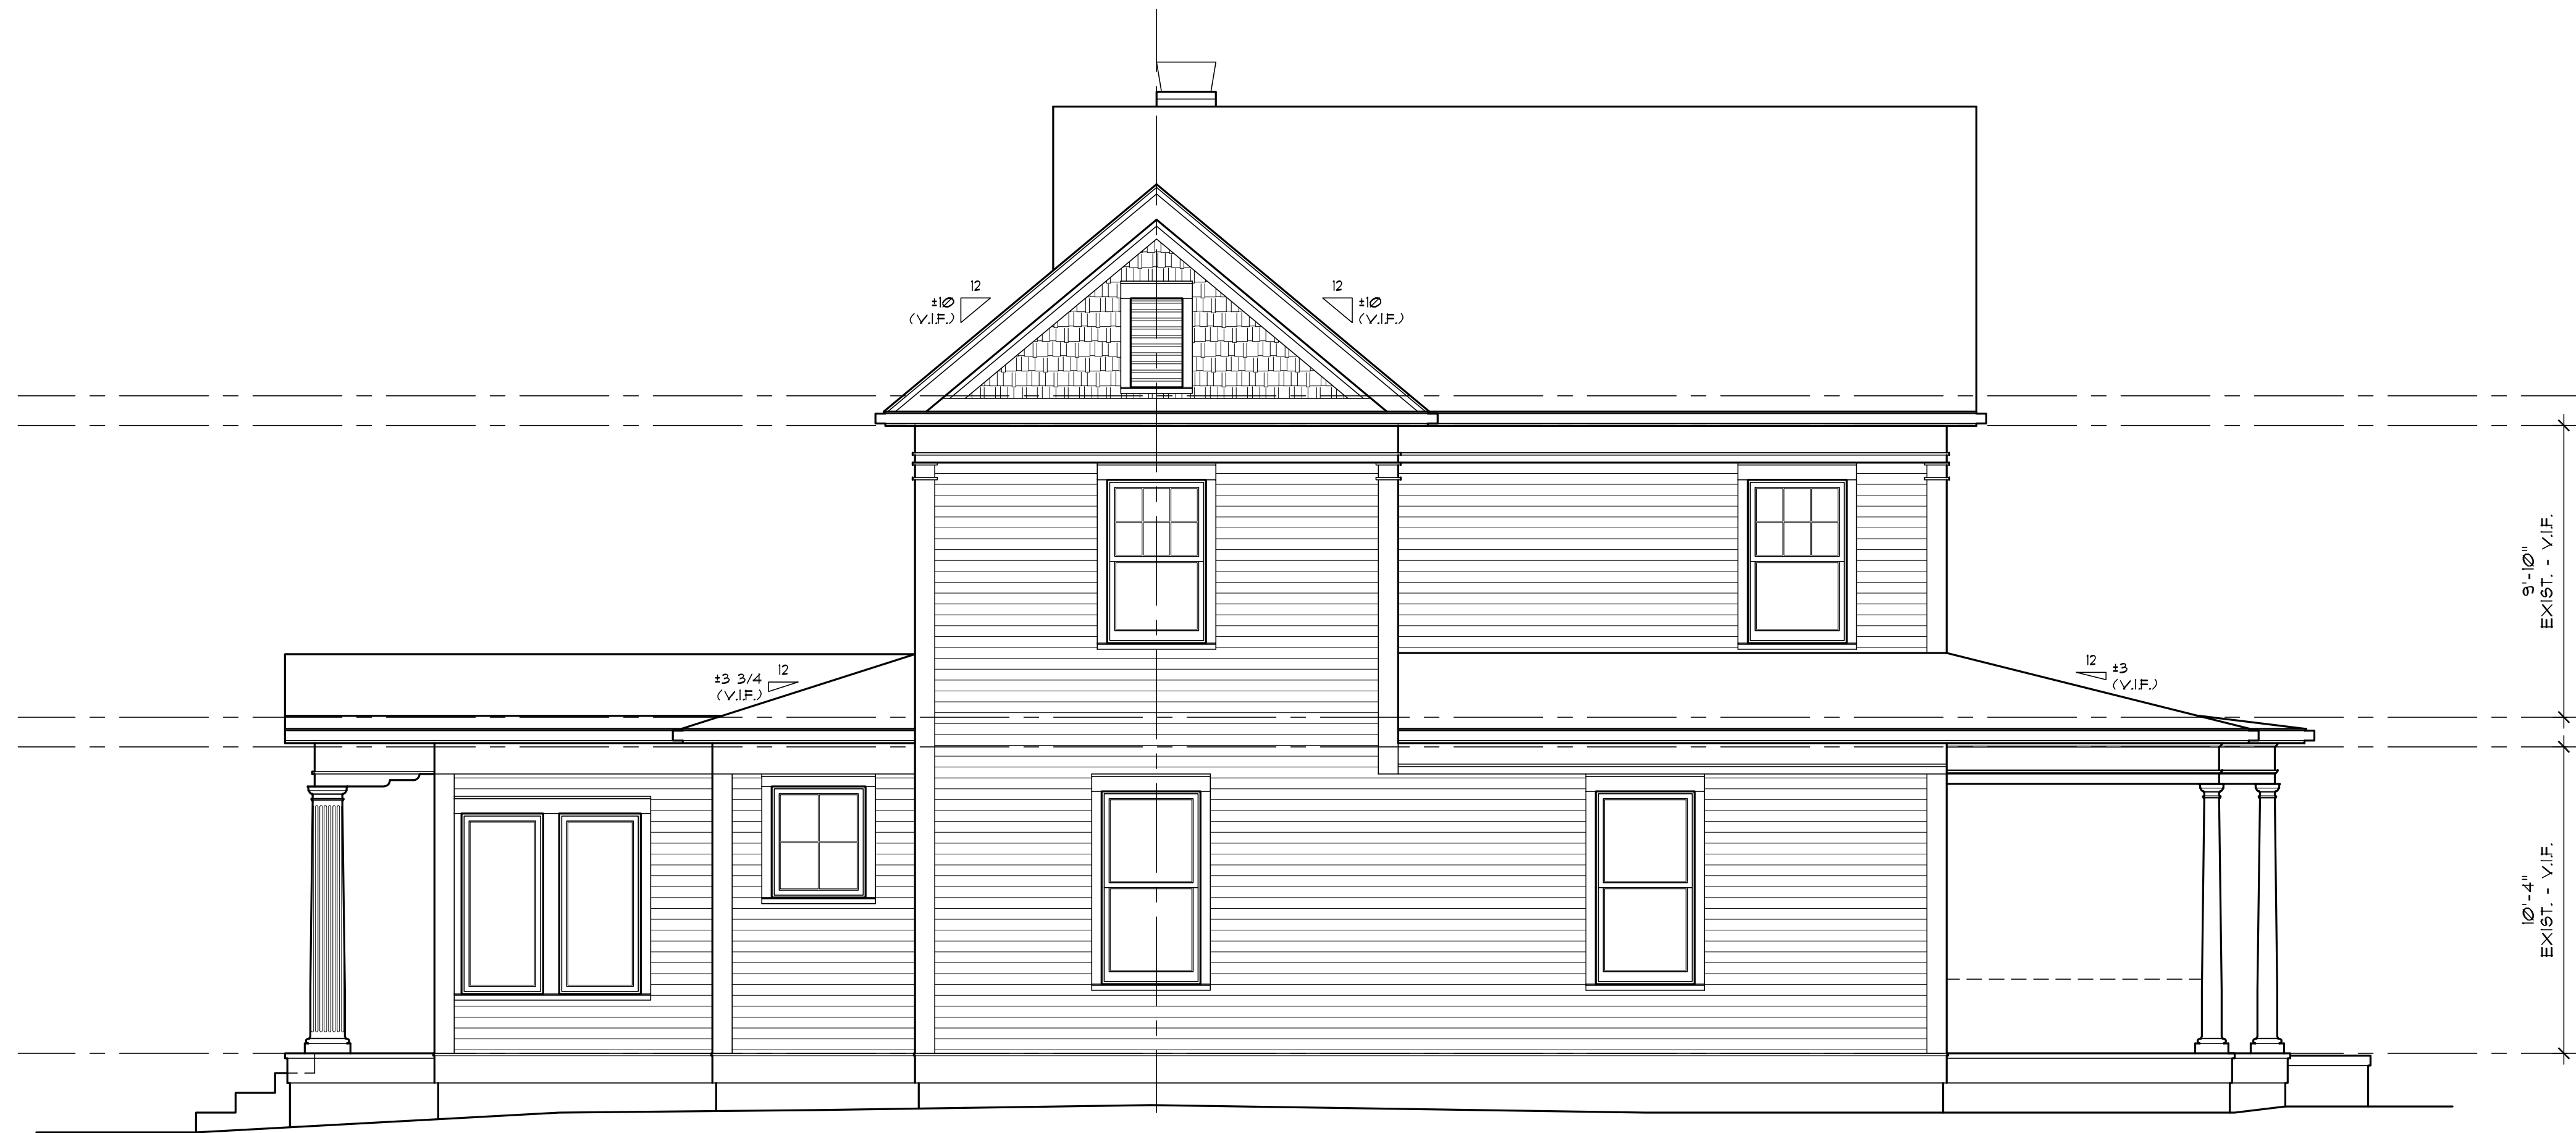 12
±10
(V.I.F.)
12
±10
(V.I.F.)
9'-10"
EXIST. - V.I.F.
12
±3 3/4
(V.I.F.)
12
±3
(V.I.F.)
10'-4"
EXIST. - V.I.F.